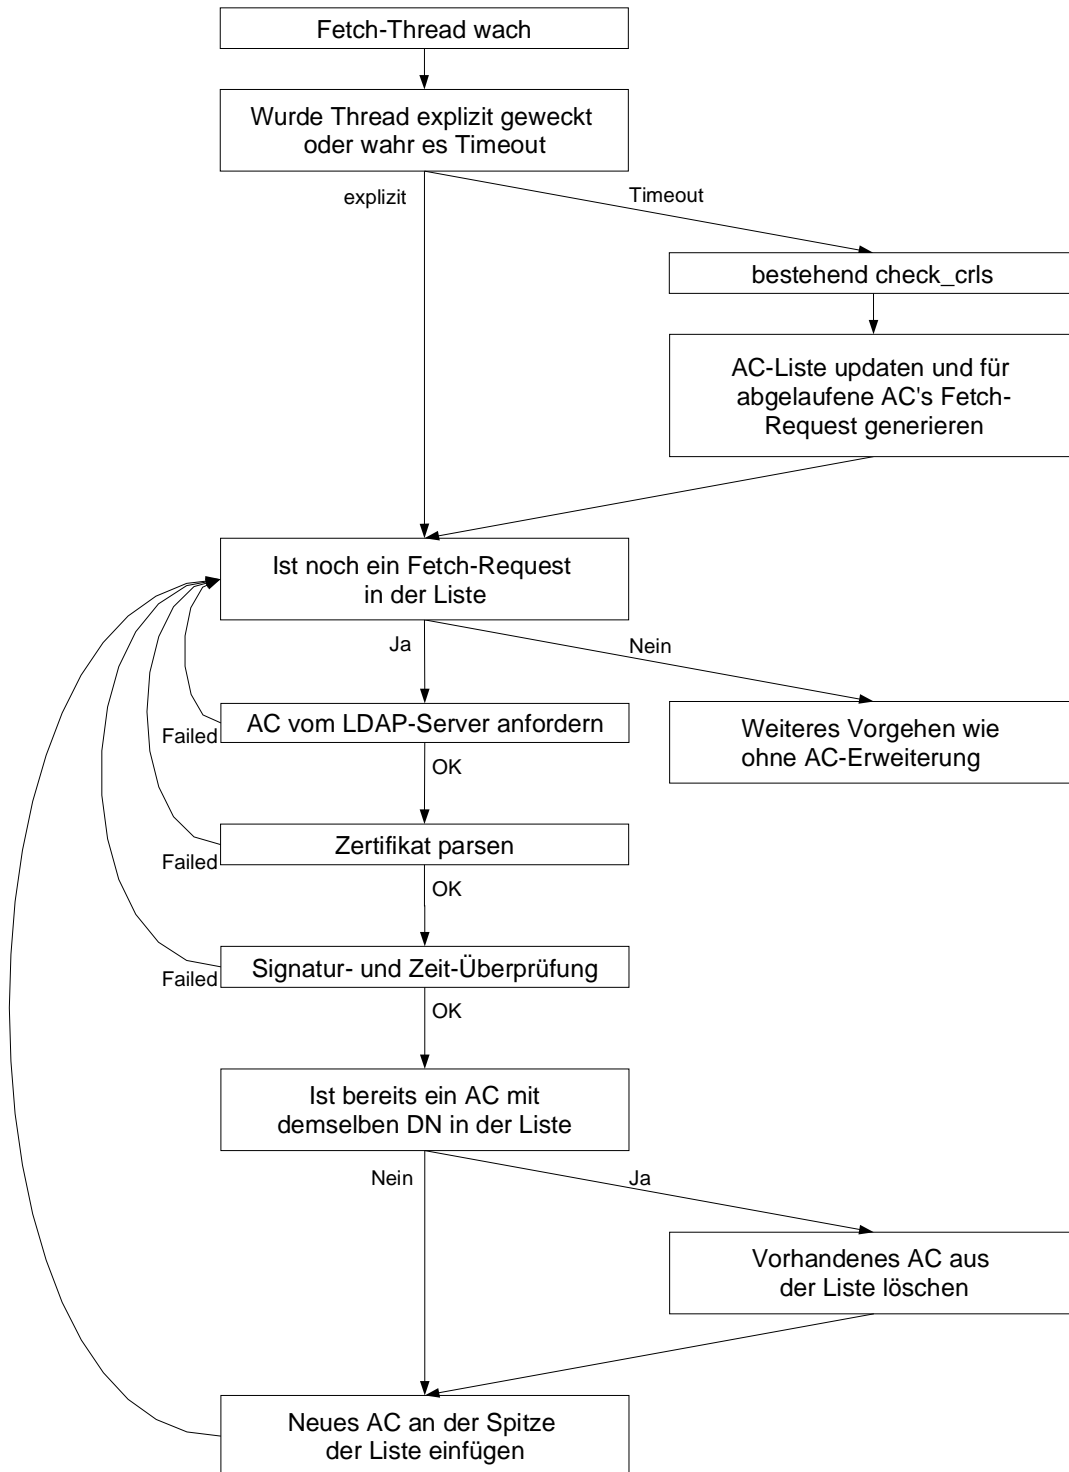 Fetch-Thread wach
Wurde Thread explizit geweckt
oder wahr es Timeout
explizit
Timeout
bestehend check_crls
AC-Liste updaten und für
abgelaufene AC's Fetch-
Request generieren
Ist noch ein Fetch-Request
in der Liste
Ja
Nein
AC vom LDAP-Server anfordern
Failed
Weiteres Vorgehen wie
ohne AC-Erweiterung
OK
Zertifikat parsen
Failed
OK
Signatur- und Zeit-Überprüfung
Failed
OK
Ist bereits ein AC mit
demselben DN in der Liste
Nein
Ja
Vorhandenes AC aus
der Liste löschen
Neues AC an der Spitze
der Liste einfügen